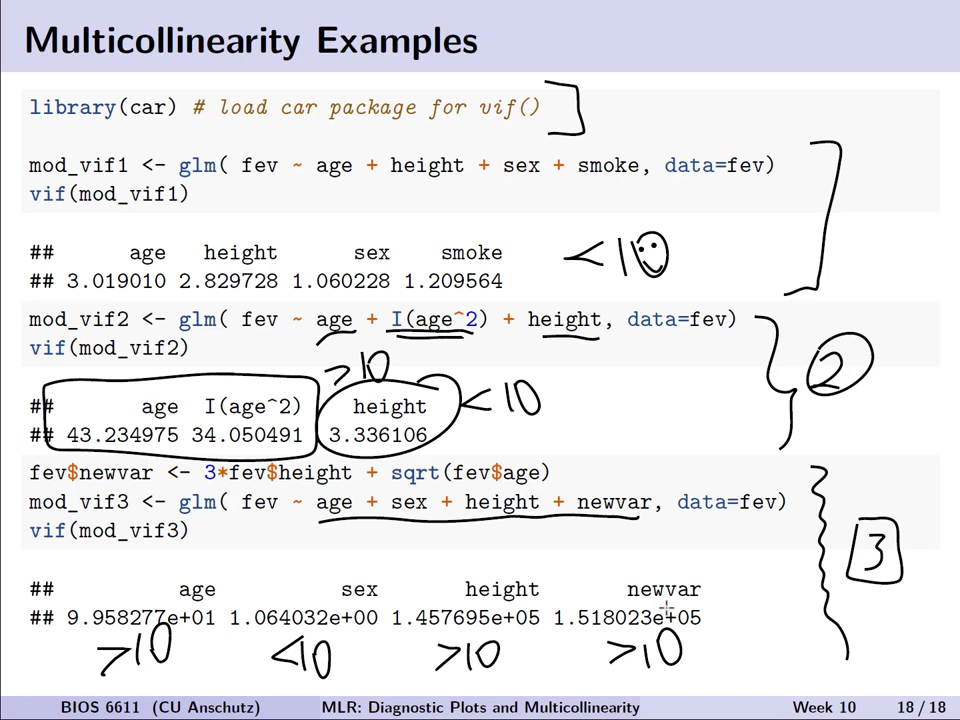 Multicollinearity Examples
library(car) # load car package for vif()
mod_vif1 <- glm( fev ~ age + height + sex + smoke, data=fev)
vif(mod_vif1)
## age height sex smoke
## 3.019010 2.829728 1.060228 1.209564
<10
mod_vif2 <- glm( fev ~ age + I(age^2) + height, data=fev)
vif(mod_vif2)
2
>10
## age I(age^2) height
## 43.234975 34.050491 3.336106
<10
fev$newvar <- 3*fev$height + sqrt(fev$age)
mod_vif3 <- glm( fev ~ age + sex + height + newvar, data=fev)
vif(mod_vif3)
3
## age sex height newvar
## 9.958277e+01 1.064032e+00 1.457695e+05 1.518023e+05
>10 <10 >10 >10
BIOS 6611 (CU Anschutz) MLR: Diagnostic Plots and Multicollinearity Week 10 18 / 18